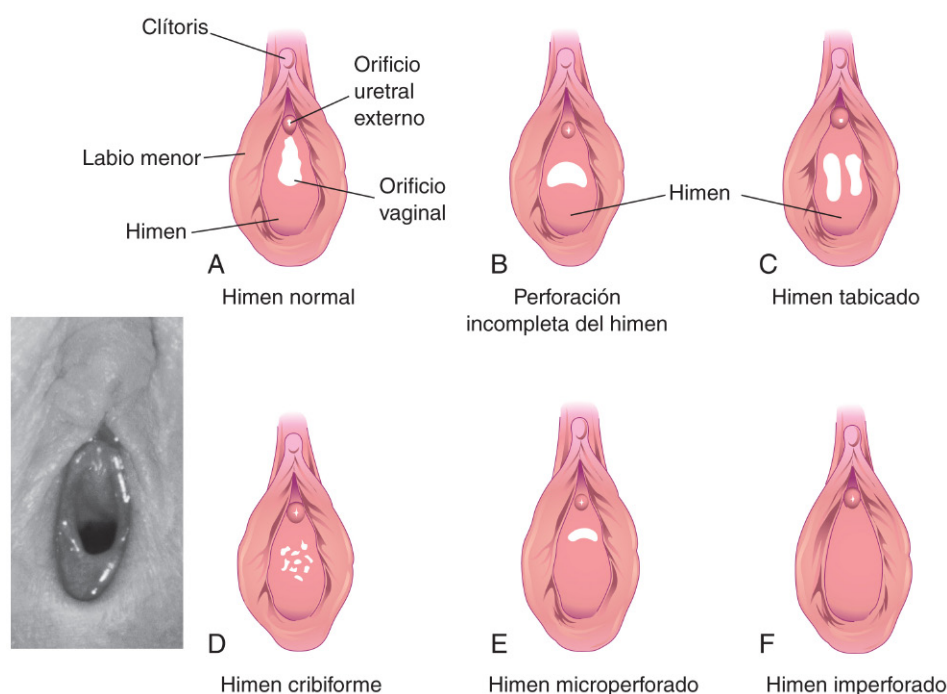 Clítoris
Orificio
uretral
externo
Labio menor
Orificio
vaginal
Himen
Himen
A
B
C
Himen normal
Perforación
incompleta del himen
Himen tabicado
D
E
F
Himen cribiforme
Himen microperforado
Himen imperforado